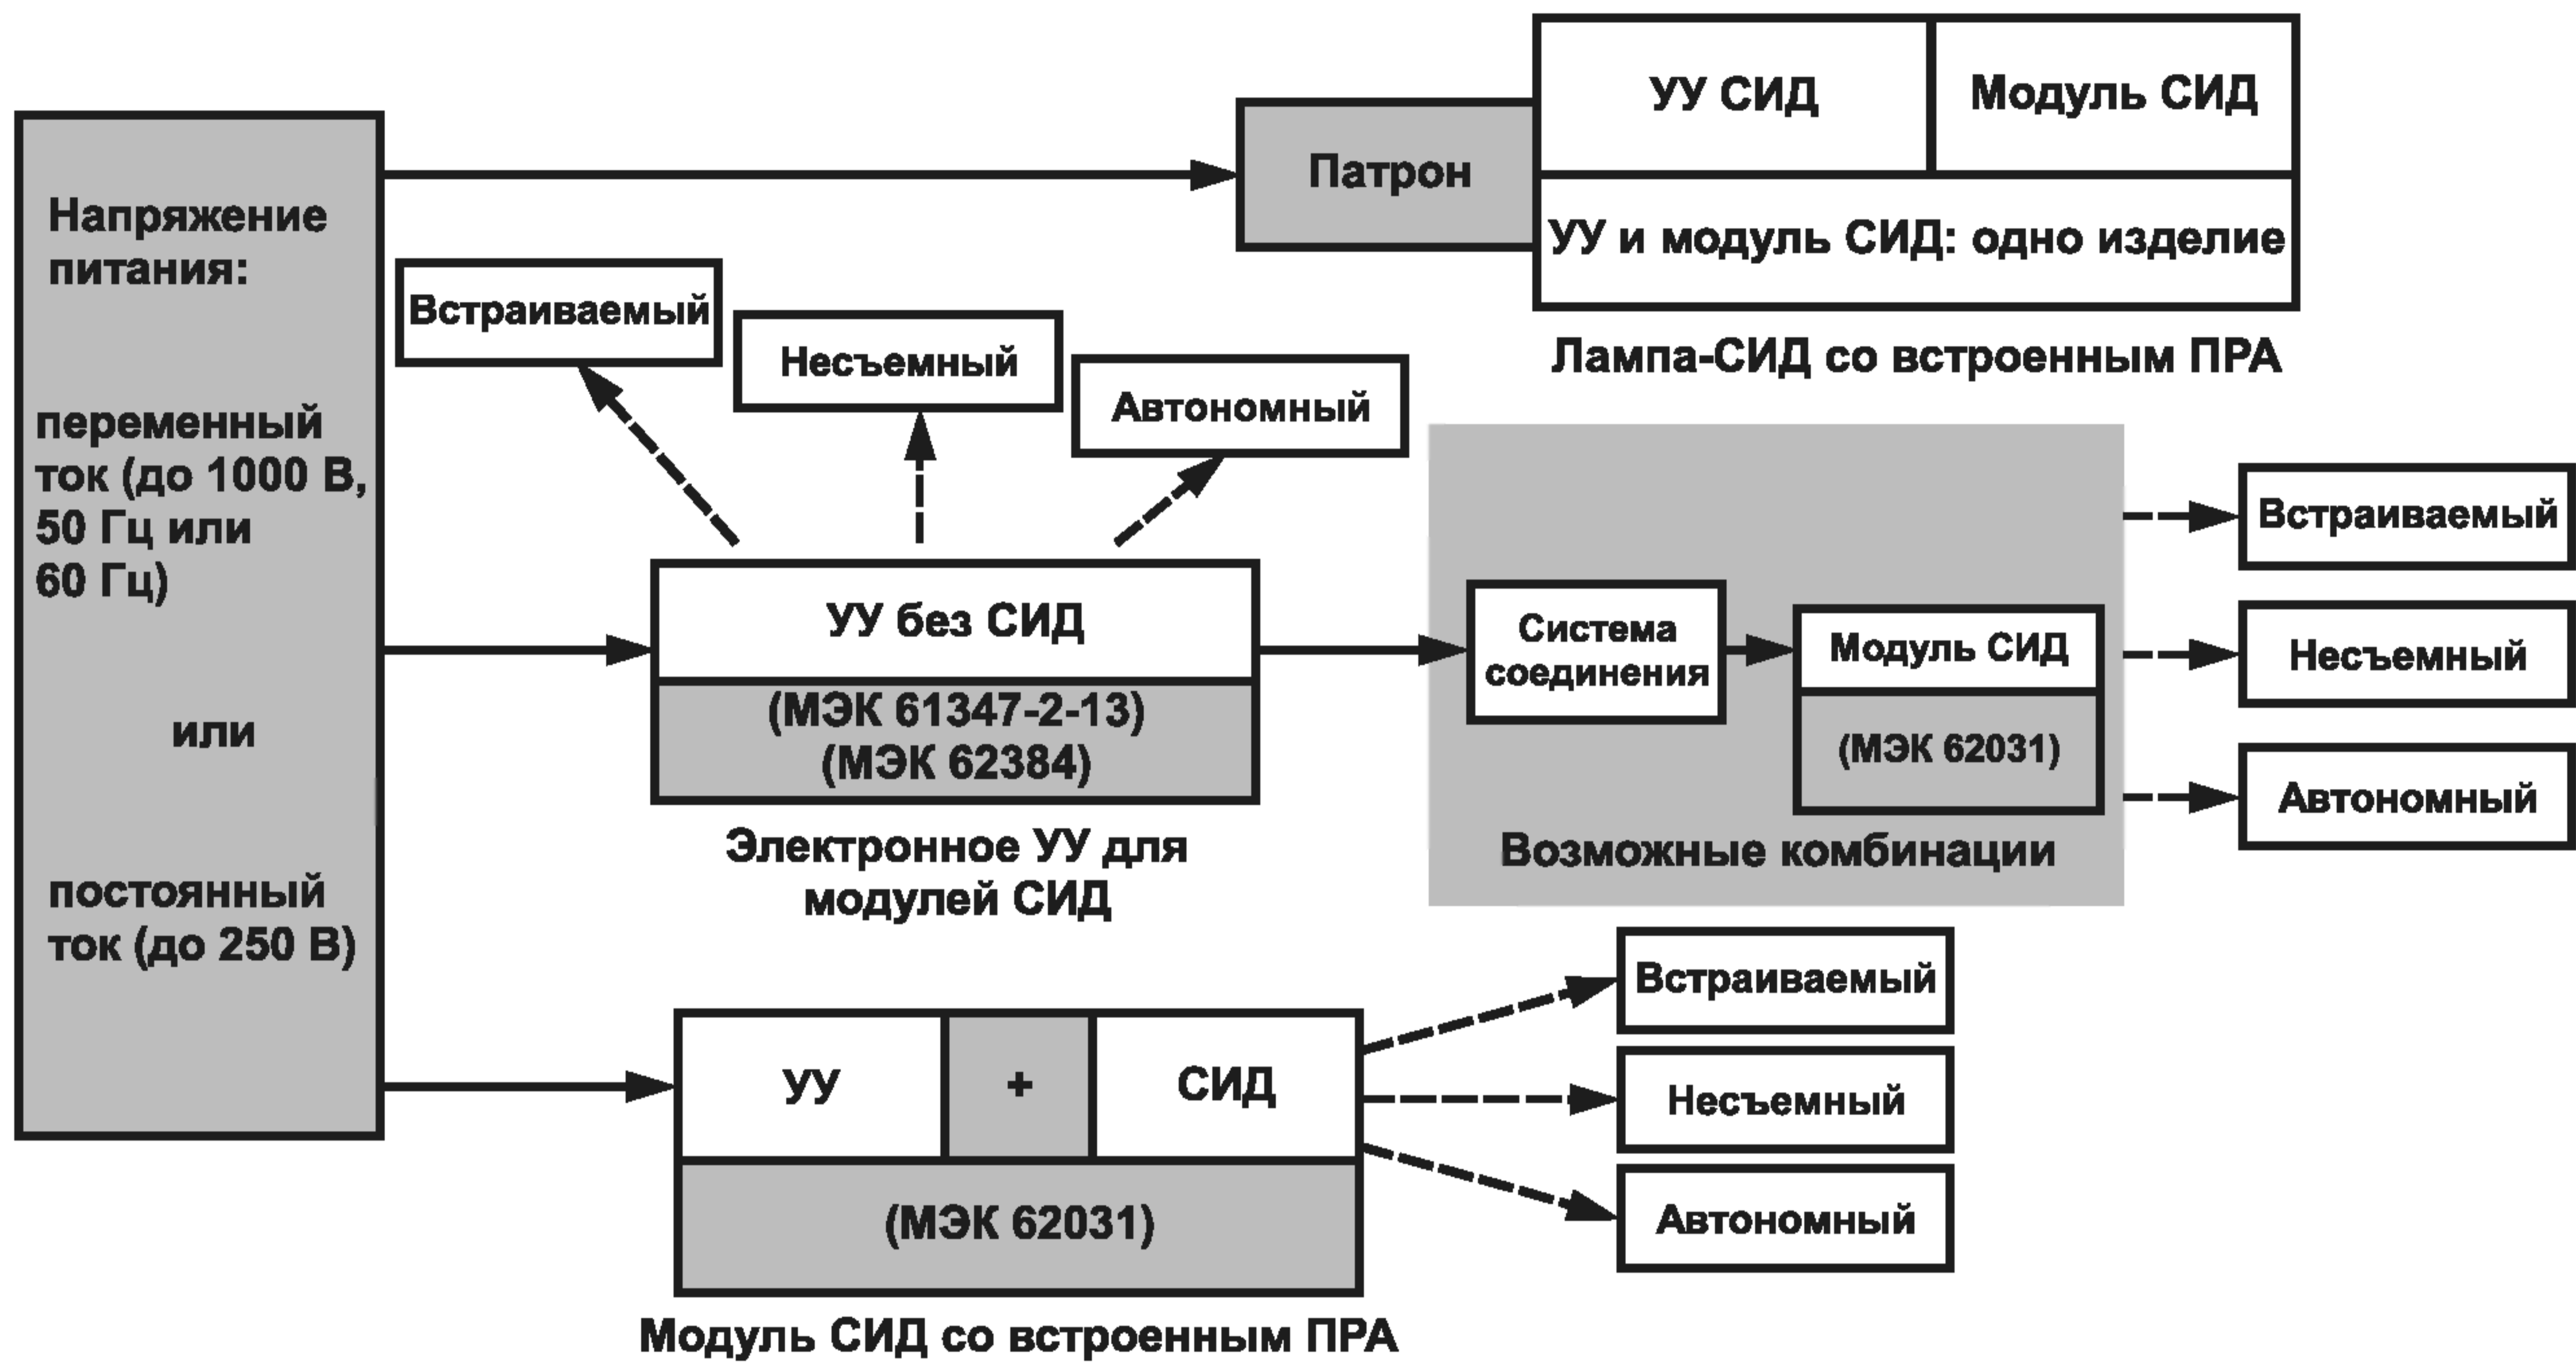 Напряжение
питания:
переменный
ток (до 1000 В,
50 Гц или
60 Гц)
или
постоянный
ток (до 250 В)
Патрон
УУ СИД
Модуль СИД
УУ и модуль СИД: одно изделие
Лампа-СИД со встроенным ПРА
Встраиваемый
Несъемный
Автономный
УУ без СИД
(МЭК 61347-2-13)
(МЭК 62384)
Электронное УУ для
модулей СИД
Система
соединения
Модуль СИД
(МЭК 62031)
Возможные комбинации
Встраиваемый
Несъемный
Автономный
УУ
+
СИД
(МЭК 62031)
Модуль СИД со встроенным ПРА
Встраиваемый
Несъемный
Автономный